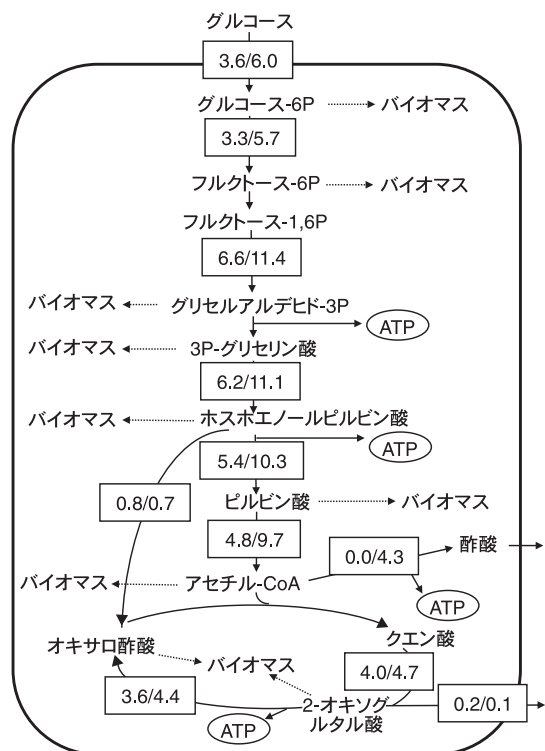 グルコース
3.6/6.0
グルコース-6P
バイオマス
3.3/5.7
フルクトース-6P
バイオマス
フルクトース-1,6P
6.6/11.4
バイオマス
グリセルアルデヒド-3P
ATP
バイオマス
3P-グリセリン酸
6.2/11.1
バイオマス
ホスホエノールピルビン酸
ATP
5.4/10.3
0.8/0.7
ピルビン酸
バイオマス
4.8/9.7
0.0/4.3
酢酸
バイオマス
アセチル-CoA
ATP
オキサロ酢酸
バイオマス
クエン酸
4.0/4.7
3.6/4.4
2-オキソグ
ルタル酸
0.2/0.1
ATP